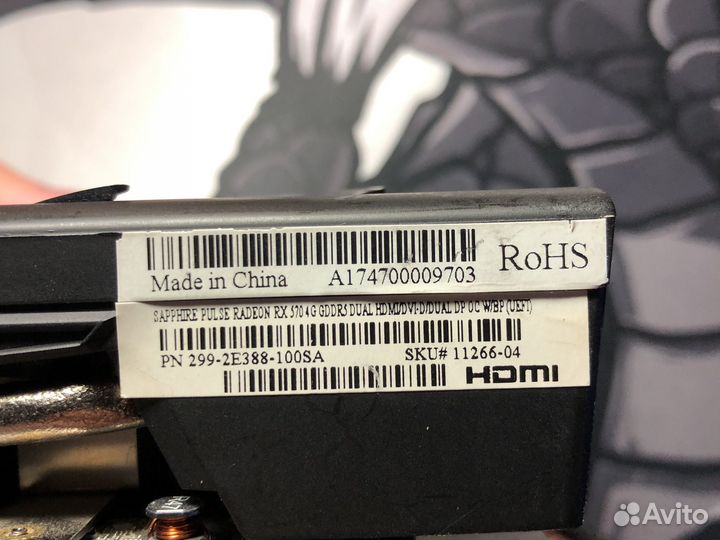 Made in China A174700009703 RoHS
SAPPHIRE PULSE RADEON RX 570 4G GDDR5 DUAL HDMI/DVI-D/DUAL DP OC W/BP (UEFI)
PN 299-2E388-100SA SKU# 11266-04
HDMI
Avito